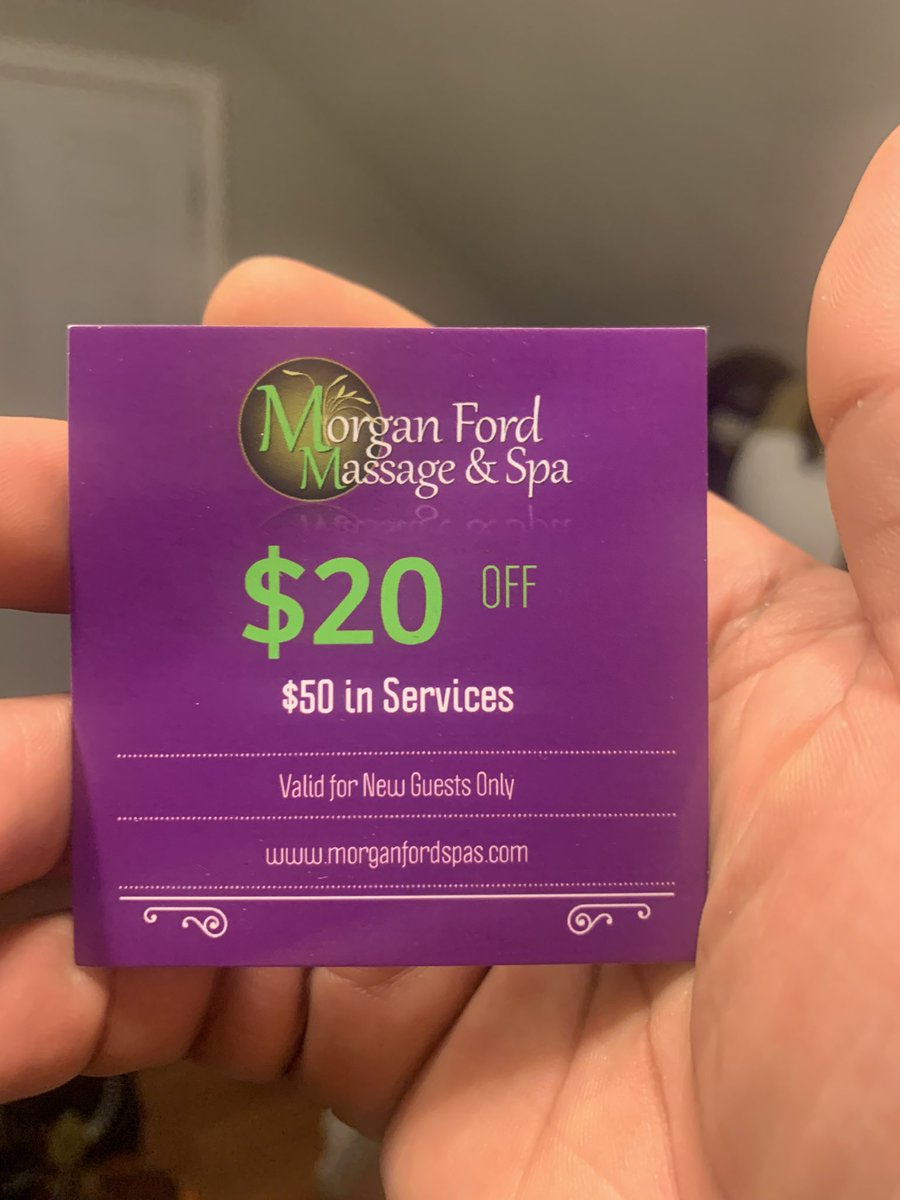 Morgan Ford
Massage & Spa
$20 OFF
$50 in Services
Valid for New Guests Only
www.morganfordspas.com